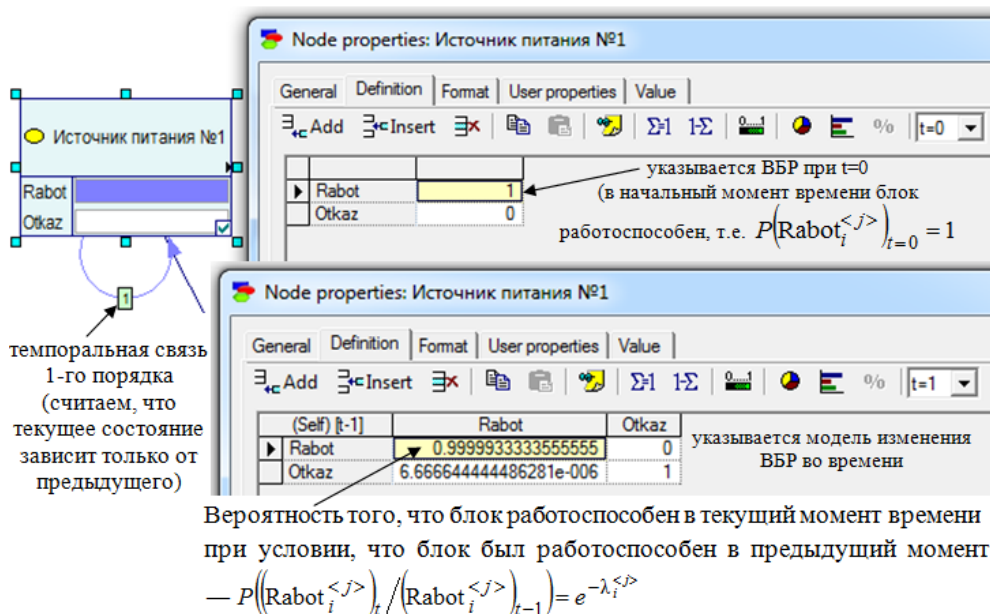 Node properties: Источник питания №1
General Definition Format User properties Value
Add Insert Σ=1 1-Σ % t=0
Rabot 1
Otkaz 0
указывается ВБР при t=0
(в начальный момент времени блок
работоспособен, т.е. P(Rabot_i^{<j>})_{t=0} = 1
Источник питания №1
Rabot
Otkaz
1
темпоральная связь
1-го порядка
(считаем, что
текущее состояние
зависит только от
предыдущего)
Node properties: Источник питания №1
General Definition Format User properties Value
Add Insert Σ=1 1-Σ % t=1
(Self) [t-1] Rabot Otkaz
Rabot 0.9999933333555555 0
Otkaz 6.666644444486281e-006 1
указывается модель изменения
ВБР во времени
Вероятность того, что блок работоспособен в текущий момент времени
при условии, что блок был работоспособен в предыдущий момент
— P((Rabot_i^{<j>})_t/(Rabot_i^{<j>})_{t−1}) = e^{−λ_i^{<j>}}